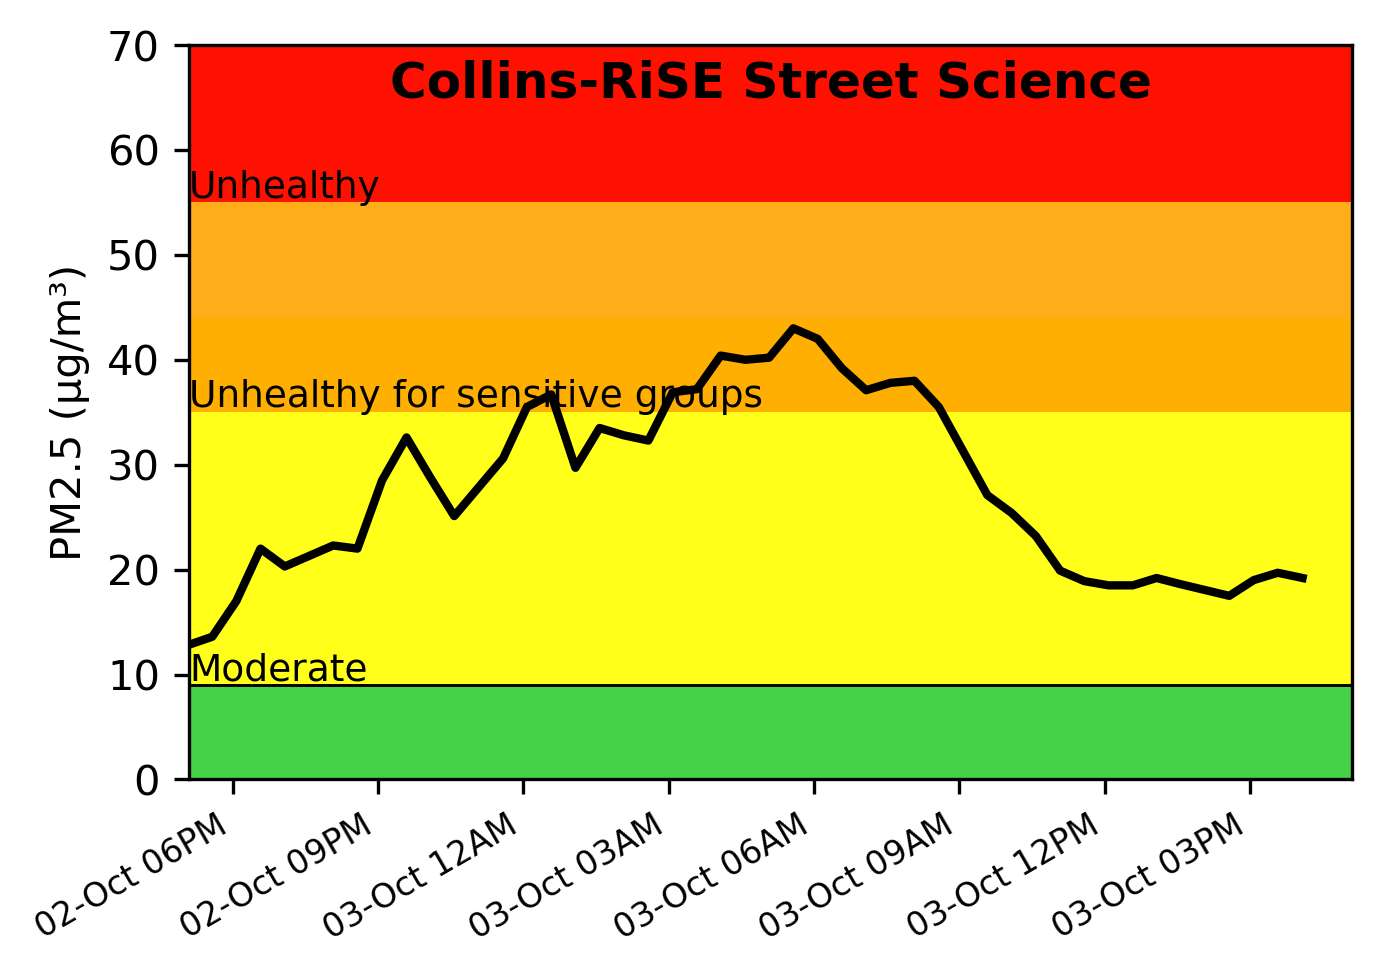 Collins-RiSE Street Science
70
60
Unhealthy
50
40
Unhealthy for sensitive groups
30
20
10
Moderate
0
PM2.5 (µg/m³)
02-Oct 06PM
02-Oct 09PM
03-Oct 12AM
03-Oct 03AM
03-Oct 06AM
03-Oct 09AM
03-Oct 12PM
03-Oct 03PM